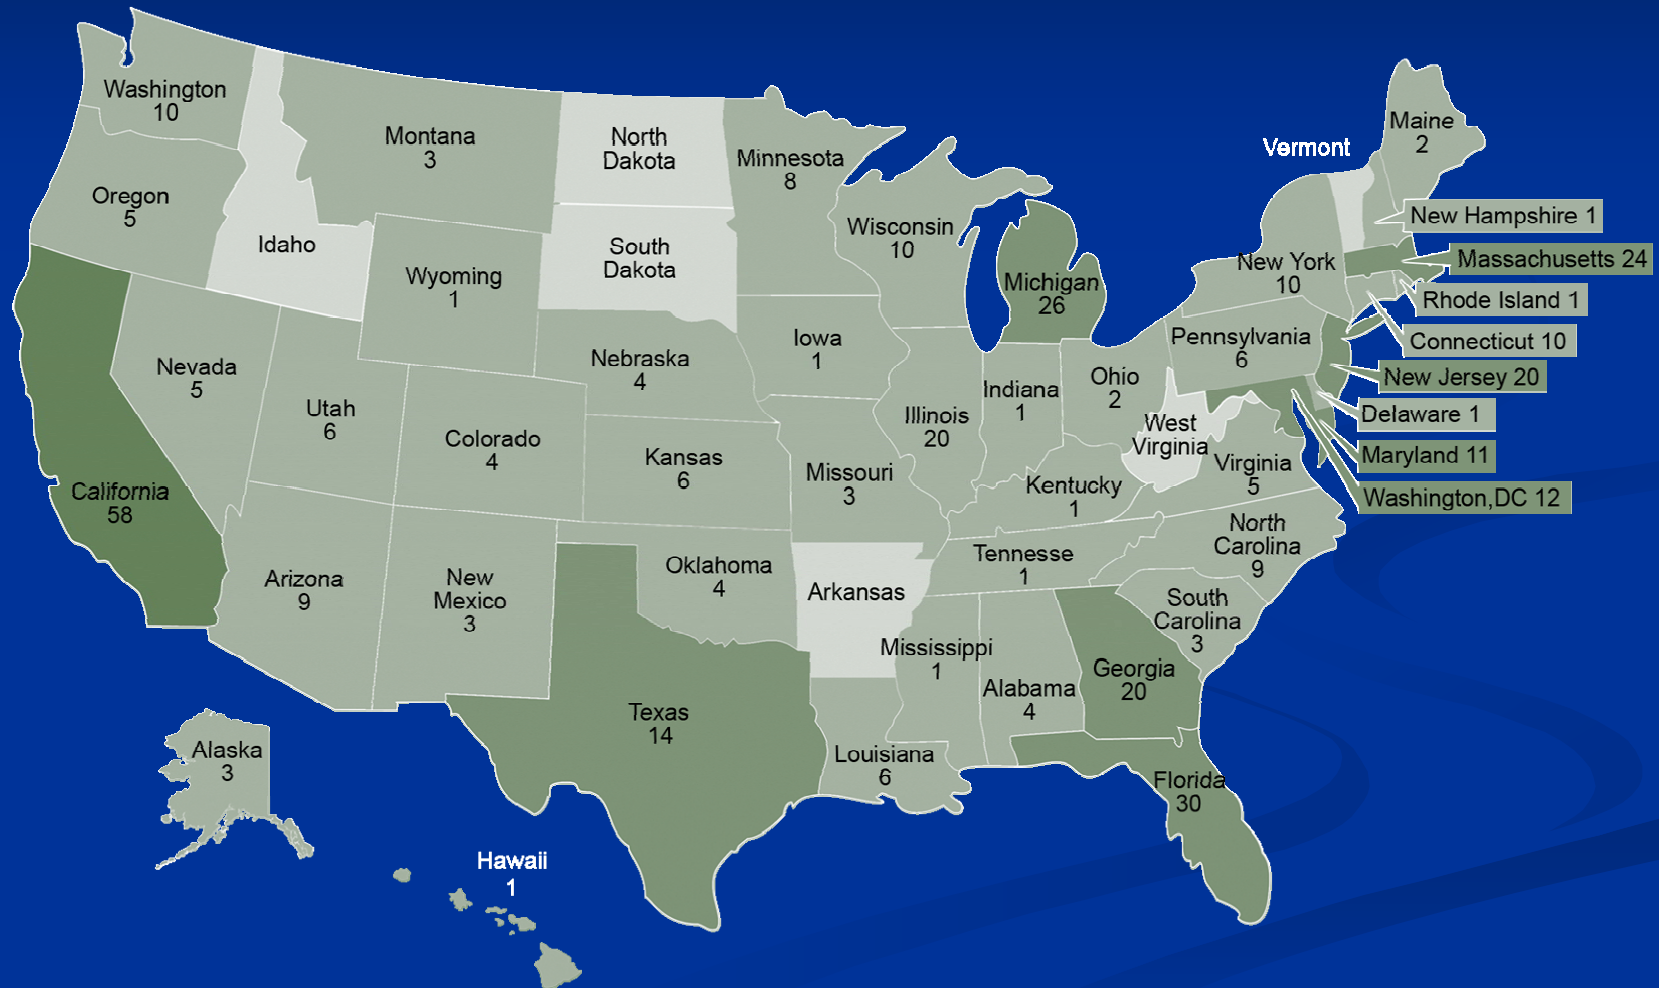 Washington
10
Oregon
5
California
58
Idaho
Nevada
5
Montana
3
Wyoming
1
Utah
6
Colorado
4
Arizona
9
New
Mexico
3
North
Dakota
South
Dakota
Nebraska
4
Kansas
6
Oklahoma
4
Texas
14
Minnesota
8
Iowa
1
Missouri
3
Arkansas
Louisiana
6
Wisconsin
10
Illinois
20
Michigan
26
Indiana
1
Ohio
2
Kentucky
1
Tennessee
1
Mississippi
1
Alabama
4
Georgia
20
Florida
30
South
Carolina
3
North
Carolina
9
Virginia
5
West
Virginia
Pennsylvania
6
New York
10
Vermont
Maine
2
New Hampshire 1
Massachusetts 24
Rhode Island 1
Connecticut 10
New Jersey 20
Delaware 1
Maryland 11
Washington,DC 12
Alaska
3
Hawaii
1